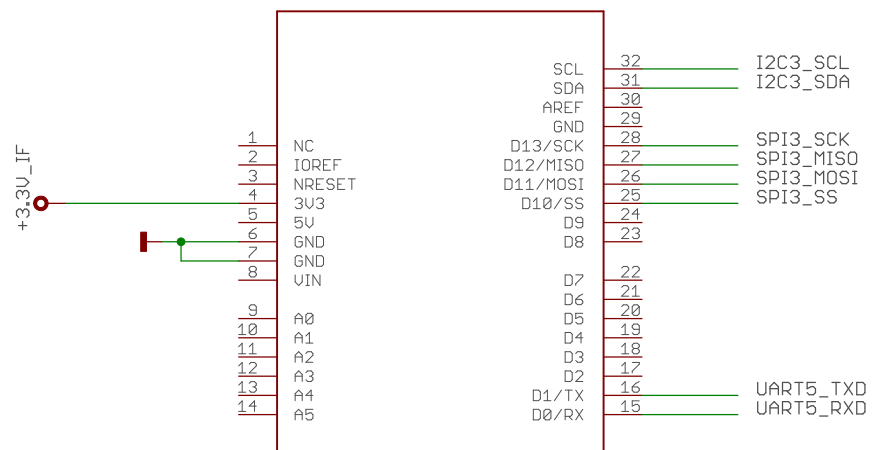 +3.3V_IF
1 NC
2 IOREF
3 NRESET
4 3V3
5 5V
6 GND
7 GND
8 VIN
9 A0
10 A1
11 A2
12 A3
13 A4
14 A5
SCL 32 I2C3_SCL
SDA 31 I2C3_SDA
AREF 30
GND 29
D13/SCK 28 SPI3_SCK
D12/MISO 27 SPI3_MISO
D11/MOSI 26 SPI3_MOSI
D10/SS 25 SPI3_SS
D9 24
D8 23
D7 22
D6 21
D5 20
D4 19
D3 18
D2 17
D1/TX 16 UART5_TXD
D0/RX 15 UART5_RXD